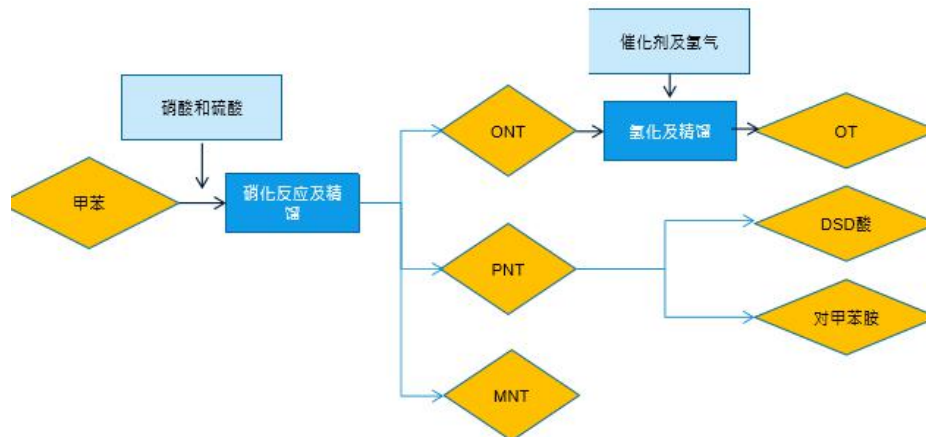 催化剂及氢气
硝酸和硫酸
ONT
氢化及精馏
OT
甲苯
硝化反应及精
馏
DSD酸
PNT
对甲苯胺
MNT